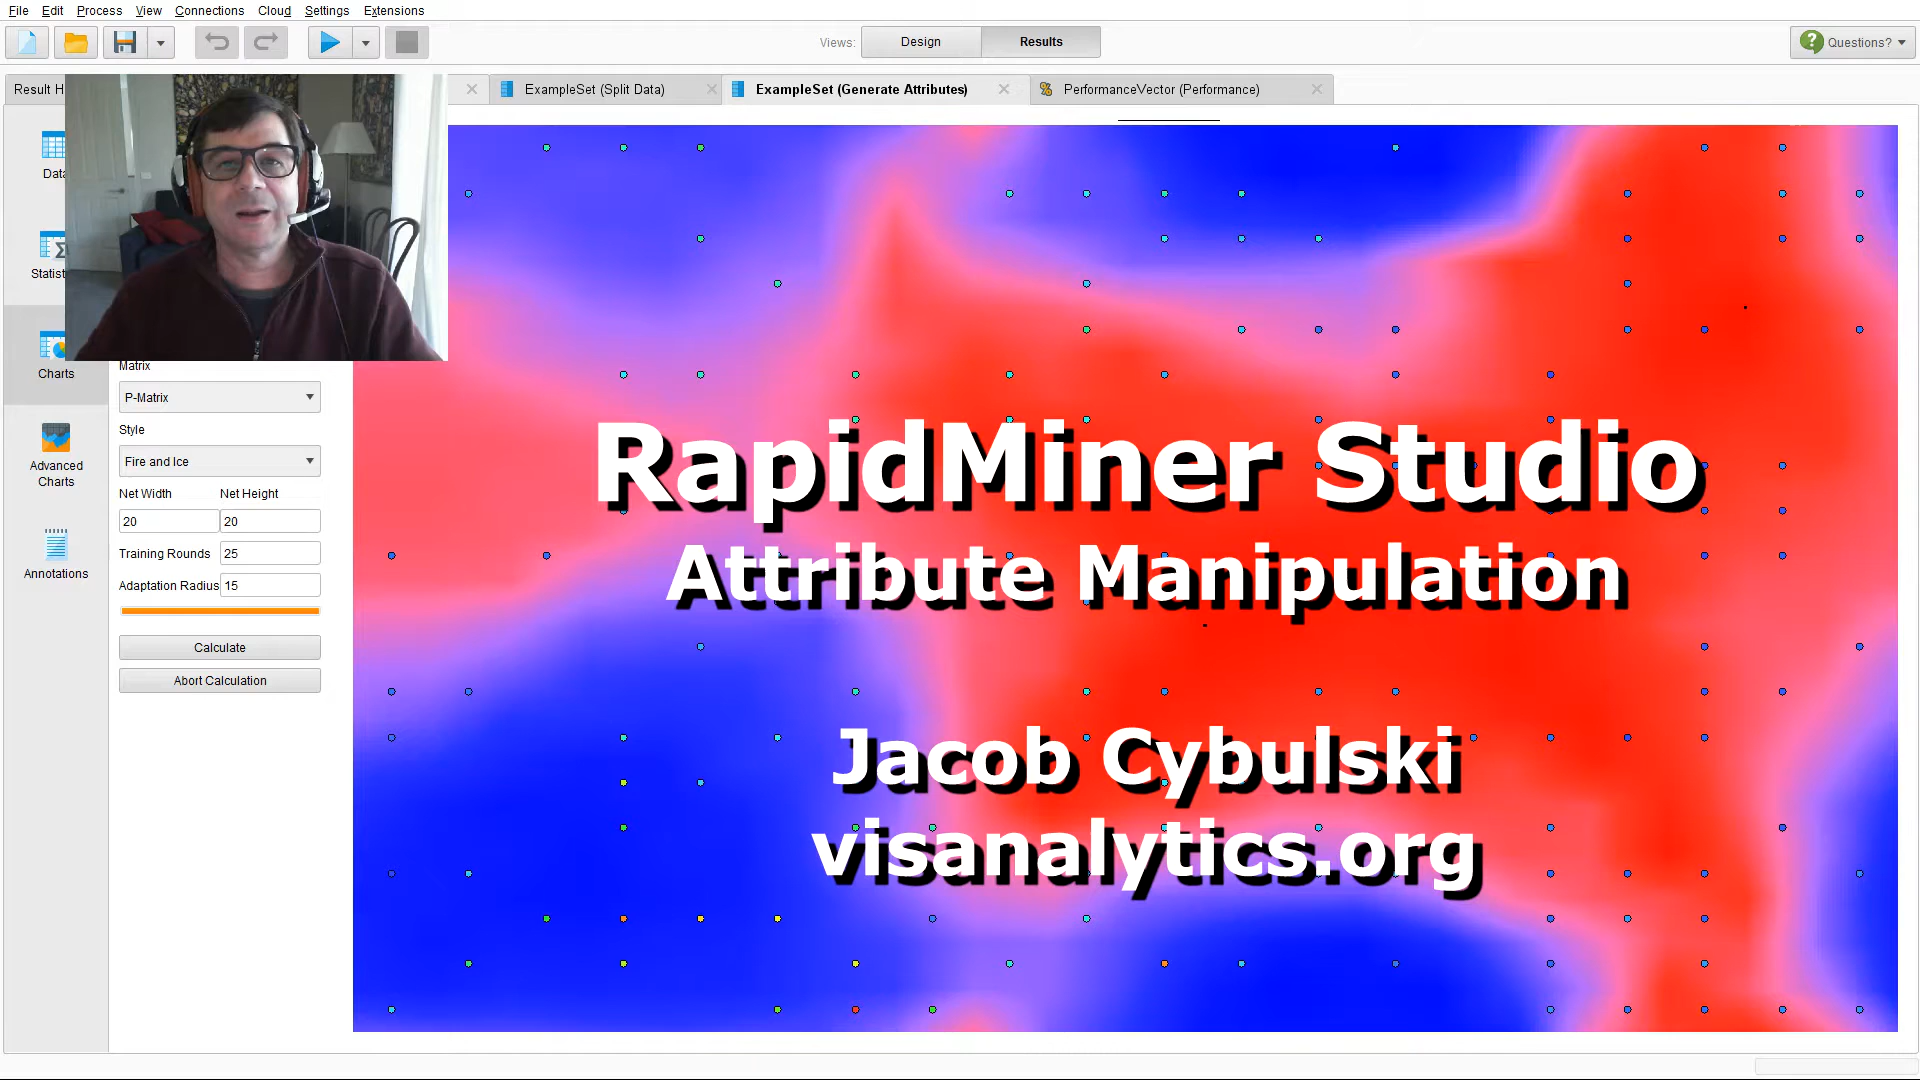 File Edit Process View Connections Cloud Settings Extensions
Views: Design Results
Questions?
Result H
ExampleSet (Split Data)
ExampleSet (Generate Attributes)
PerformanceVector (Performance)
Data
Statist
Charts
Advanced
Charts
Annotations
Matrix
P-Matrix
Style
Fire and Ice
Net Width Net Height
20 20
Training Rounds 25
Adaptation Radius 15
Calculate
Abort Calculation
RapidMiner Studio
Attribute Manipulation
Jacob Cybulski
visanalytics.org